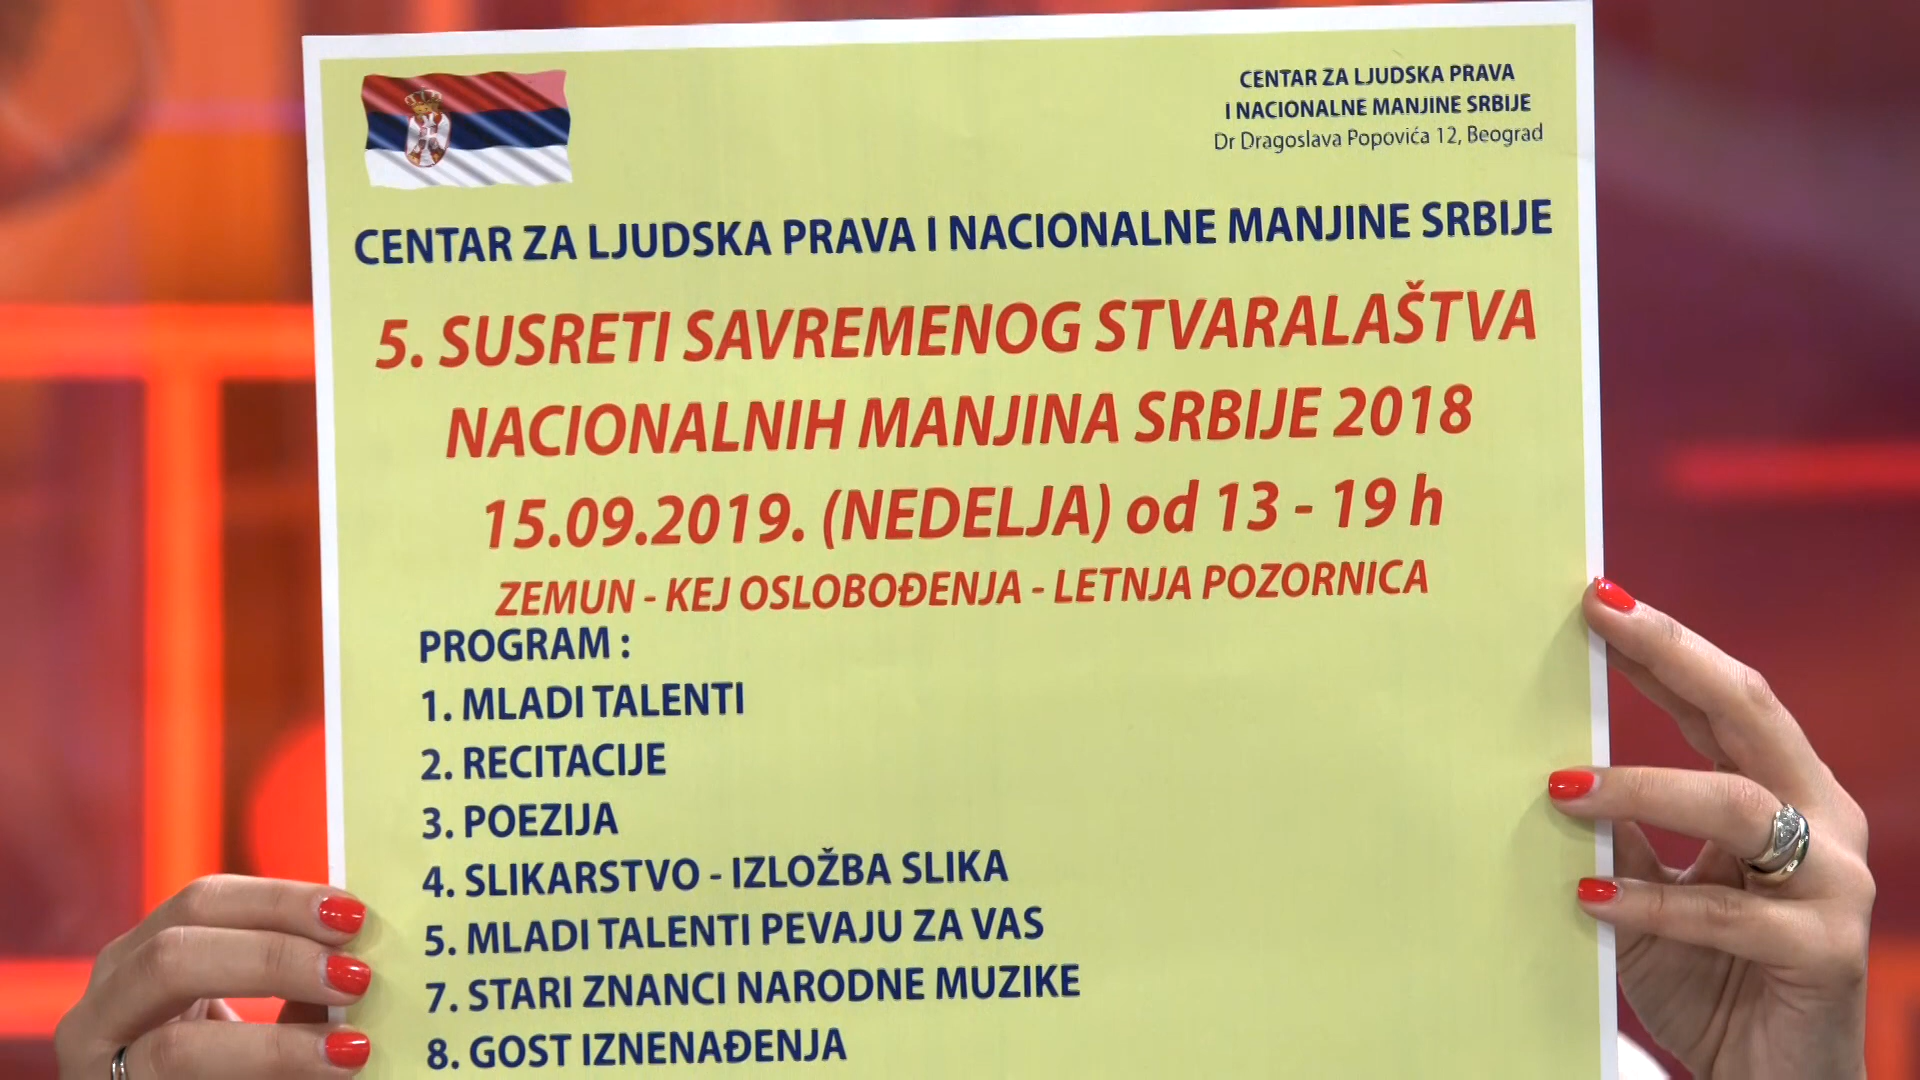 CENTAR ZA LJUDSKA PRAVA
I NACIONALNE MANJINE SRBIJE
Dr Dragoslava Popovića 12, Beograd
CENTAR ZA LJUDSKA PRAVA I NACIONALNE MANJINE SRBIJE
5. SUSRETI SAVREMENOG STVARALAŠTVA
NACIONALNIH MANJINA SRBIJE 2018
15.09.2019. (NEDELJA) od 13 - 19 h
ZEMUN - KEJ OSLOBOĐENJA - LETNJA POZORNICA
PROGRAM :
1. MLADI TALENTI
2. RECITACIJE
3. POEZIJA
4. SLIKARSTVO - IZLOŽBA SLIKA
5. MLADI TALENTI PEVAJU ZA VAS
7. STARI ZNANCI NARODNE MUZIKE
8. GOST IZNENAĐENJA